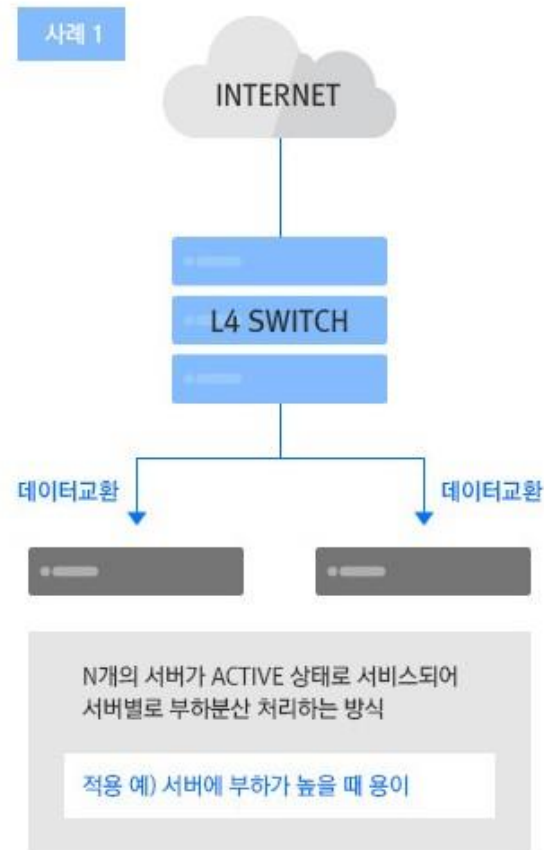 사례 1
INTERNET
L4 SWITCH
데이터교환
데이터교환
N개의 서버가 ACTIVE 상태로 서비스되어
서버별로 부하분산 처리하는 방식
적용 예) 서버에 부하가 높을 때 용이